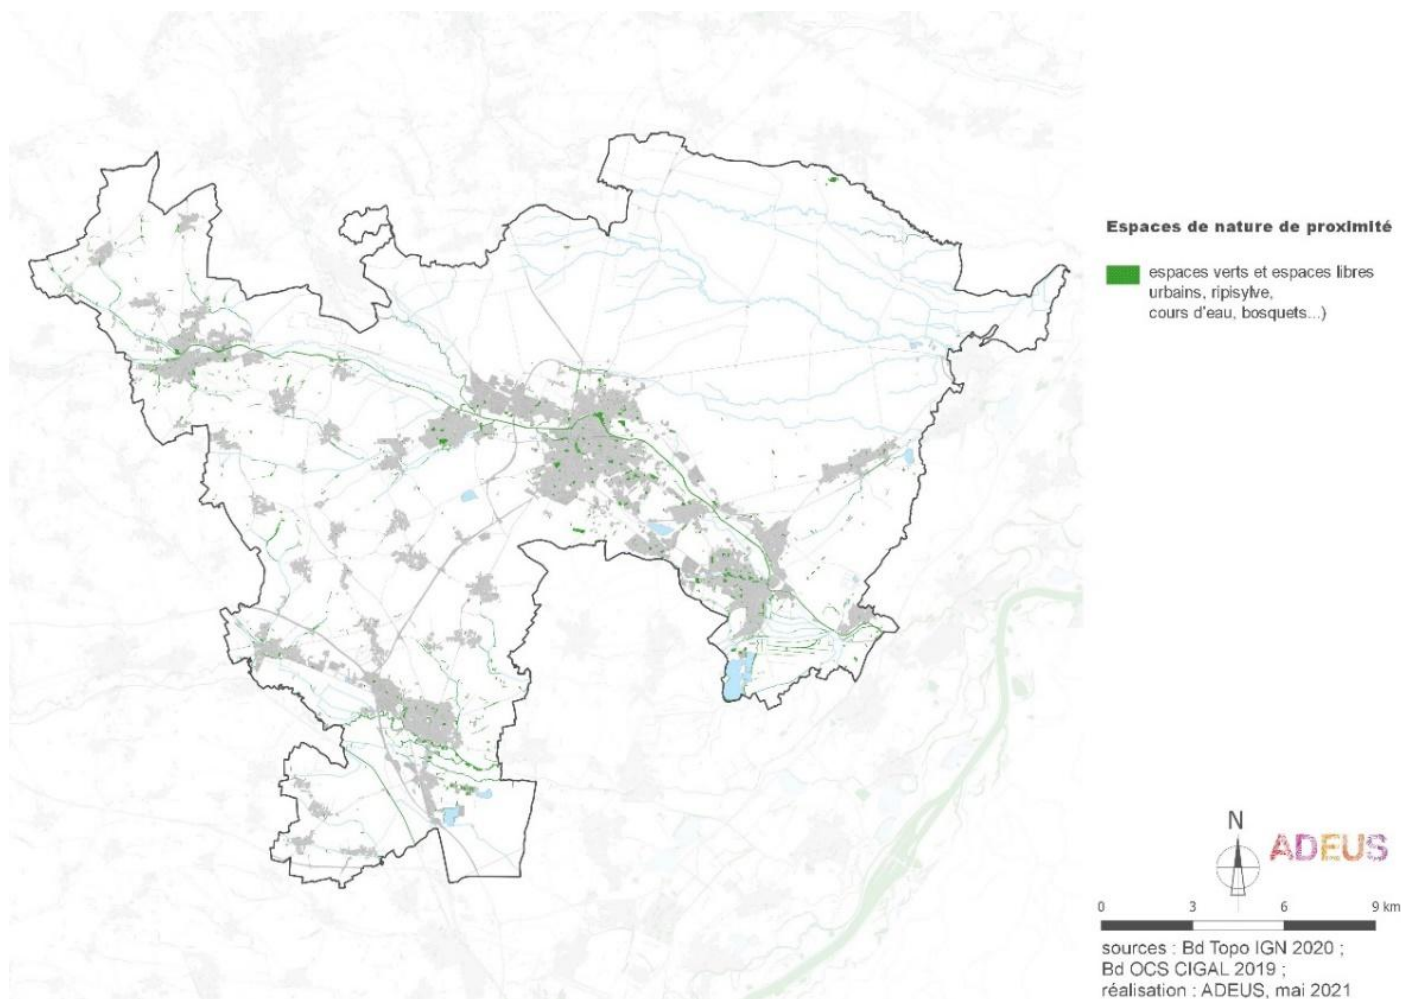 Espaces de nature de proximité
espaces verts et espaces libres
urbains, ripisylve,
cours d'eau, bosquets...)
N
ADEUS
0 3 6 9 km
sources : Bd Topo IGN 2020 ;
Bd OCS CIGAL 2019 ;
réalisation : ADEUS, mai 2021